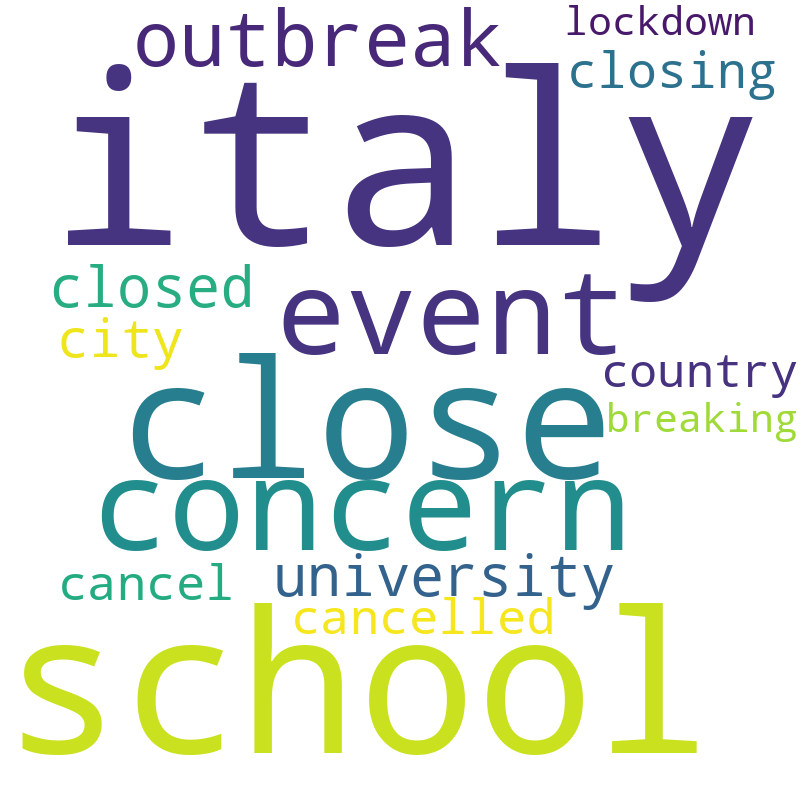 outbreak
lockdown
closing
italy
closed
event
city
close
country
breaking
concern
cancel
university
cancelled
school